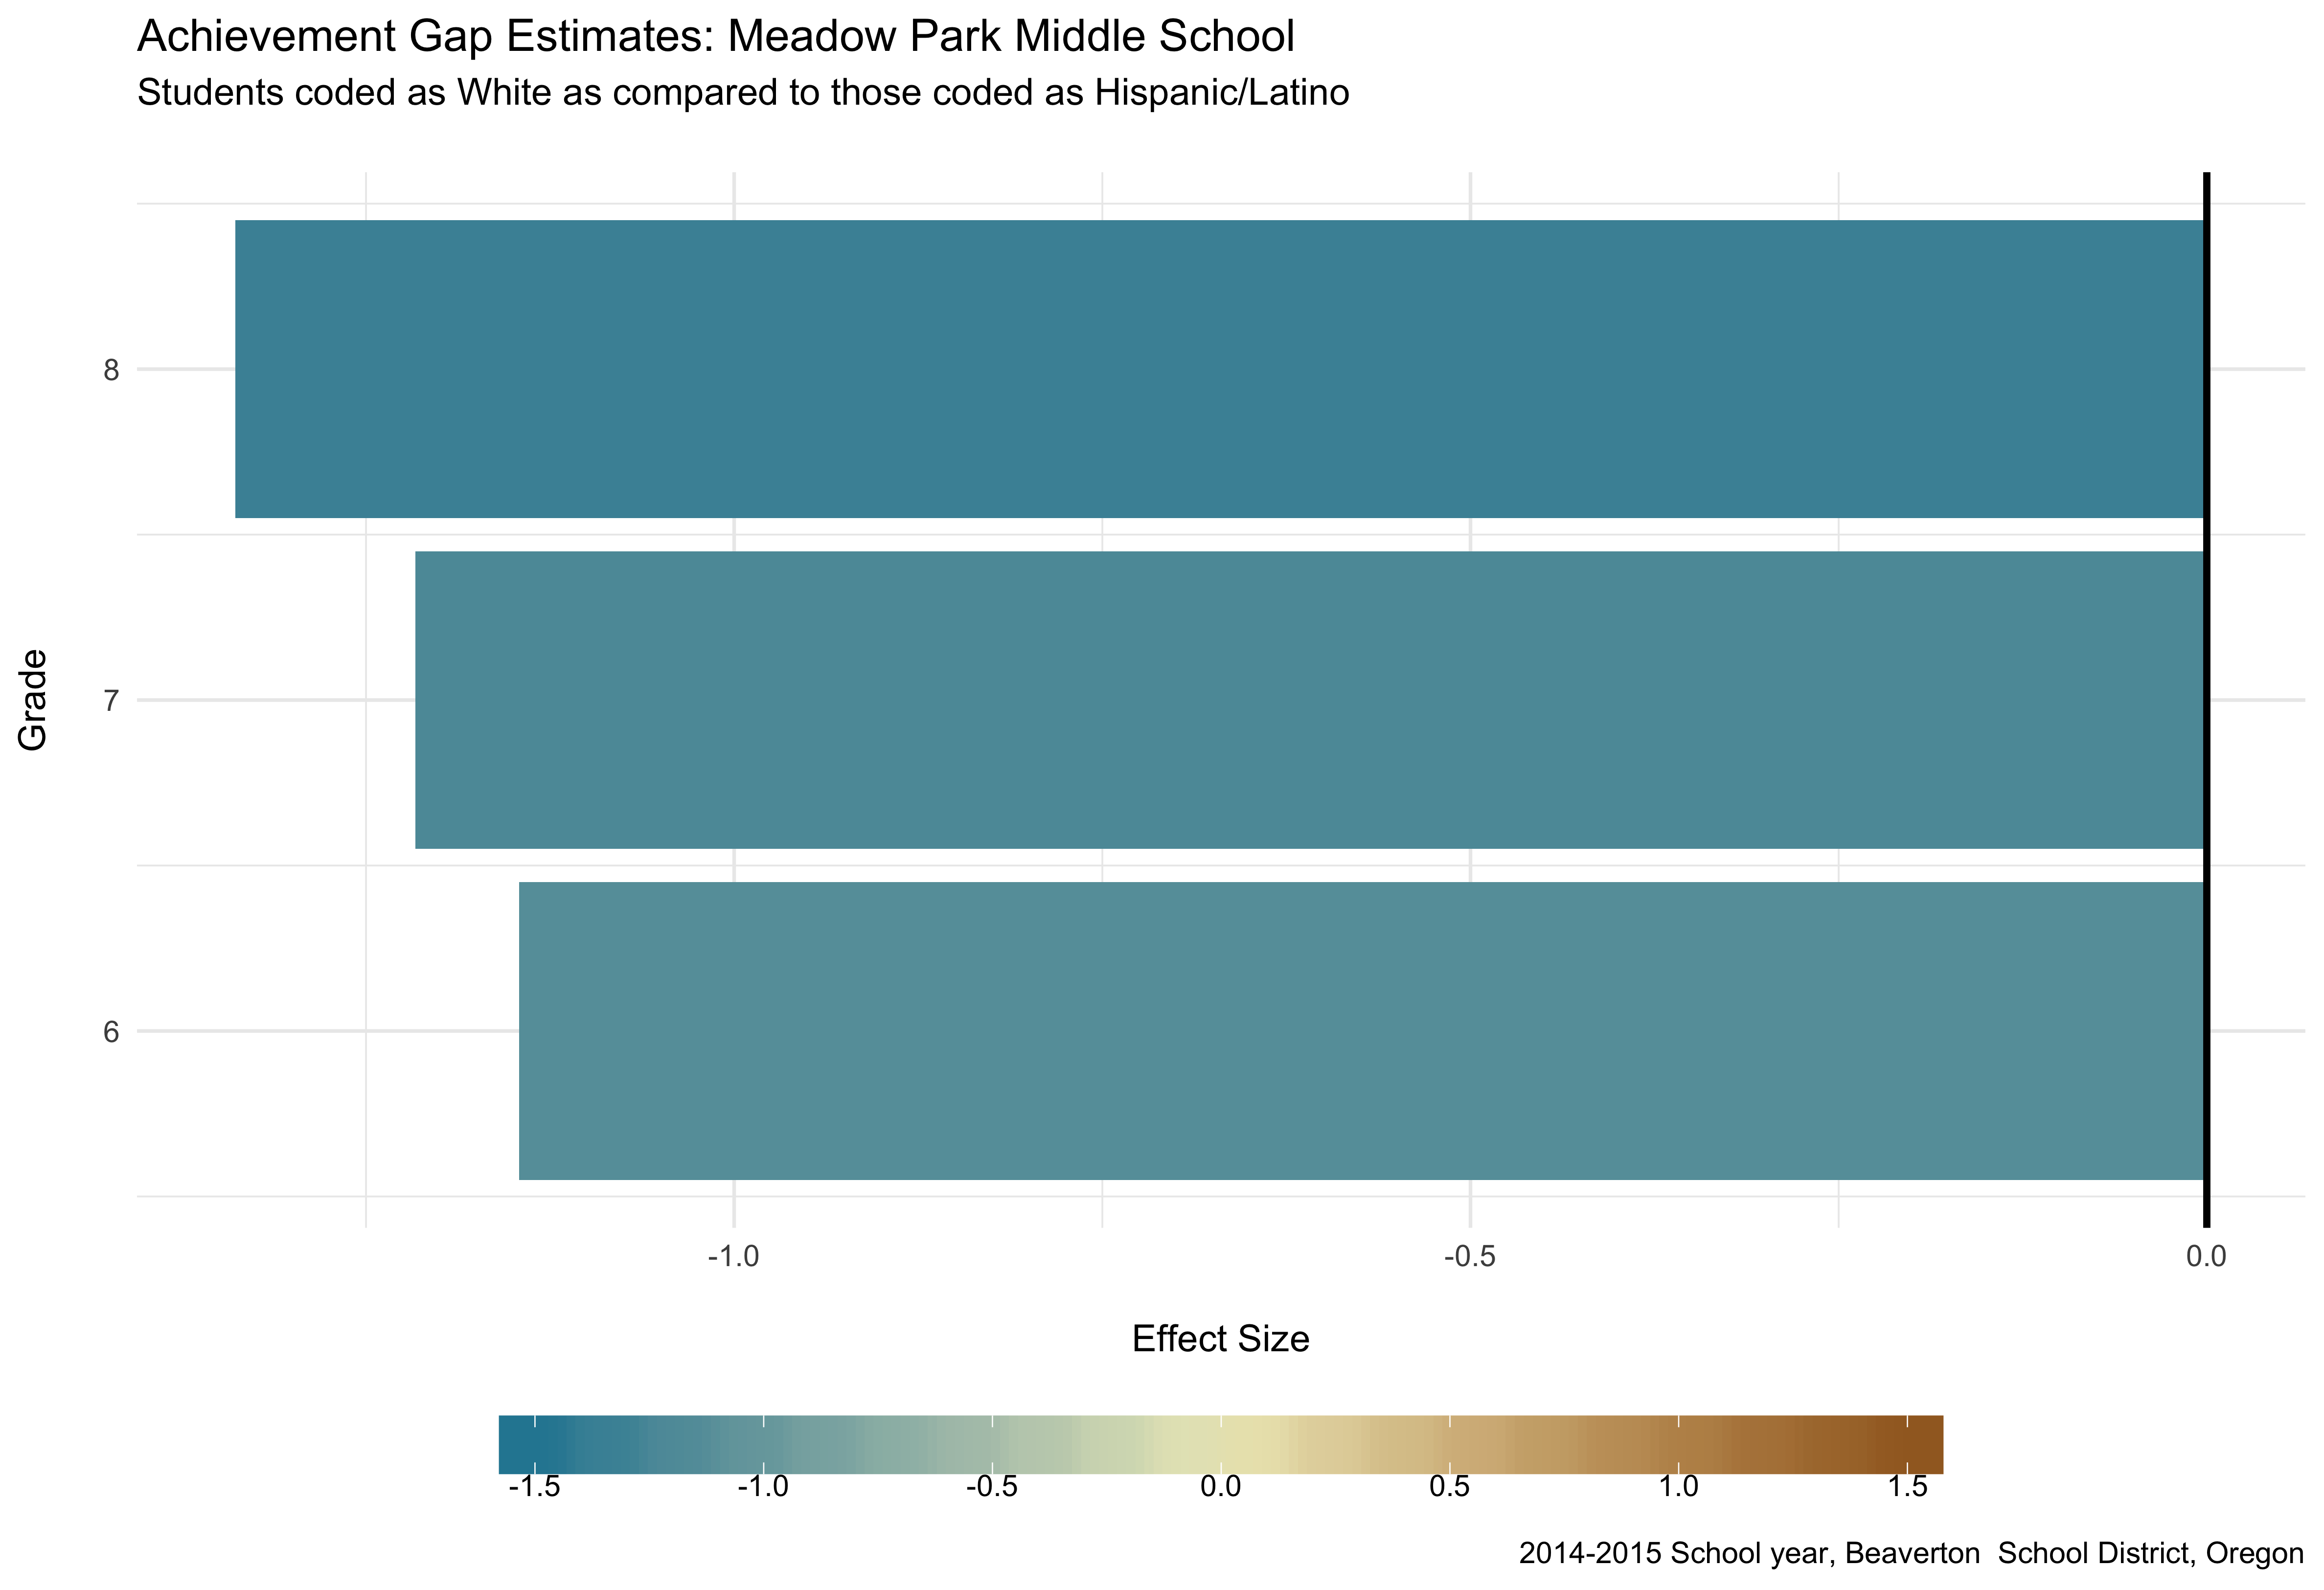 Achievement Gap Estimates: Meadow Park Middle School
Students coded as White as compared to those coded as Hispanic/Latino
8
7
6
Grade
-1.0 -0.5 0.0
Effect Size
-1.5 -1.0 -0.5 0.0 0.5 1.0 1.5
2014-2015 School year, Beaverton  School District, Oregon